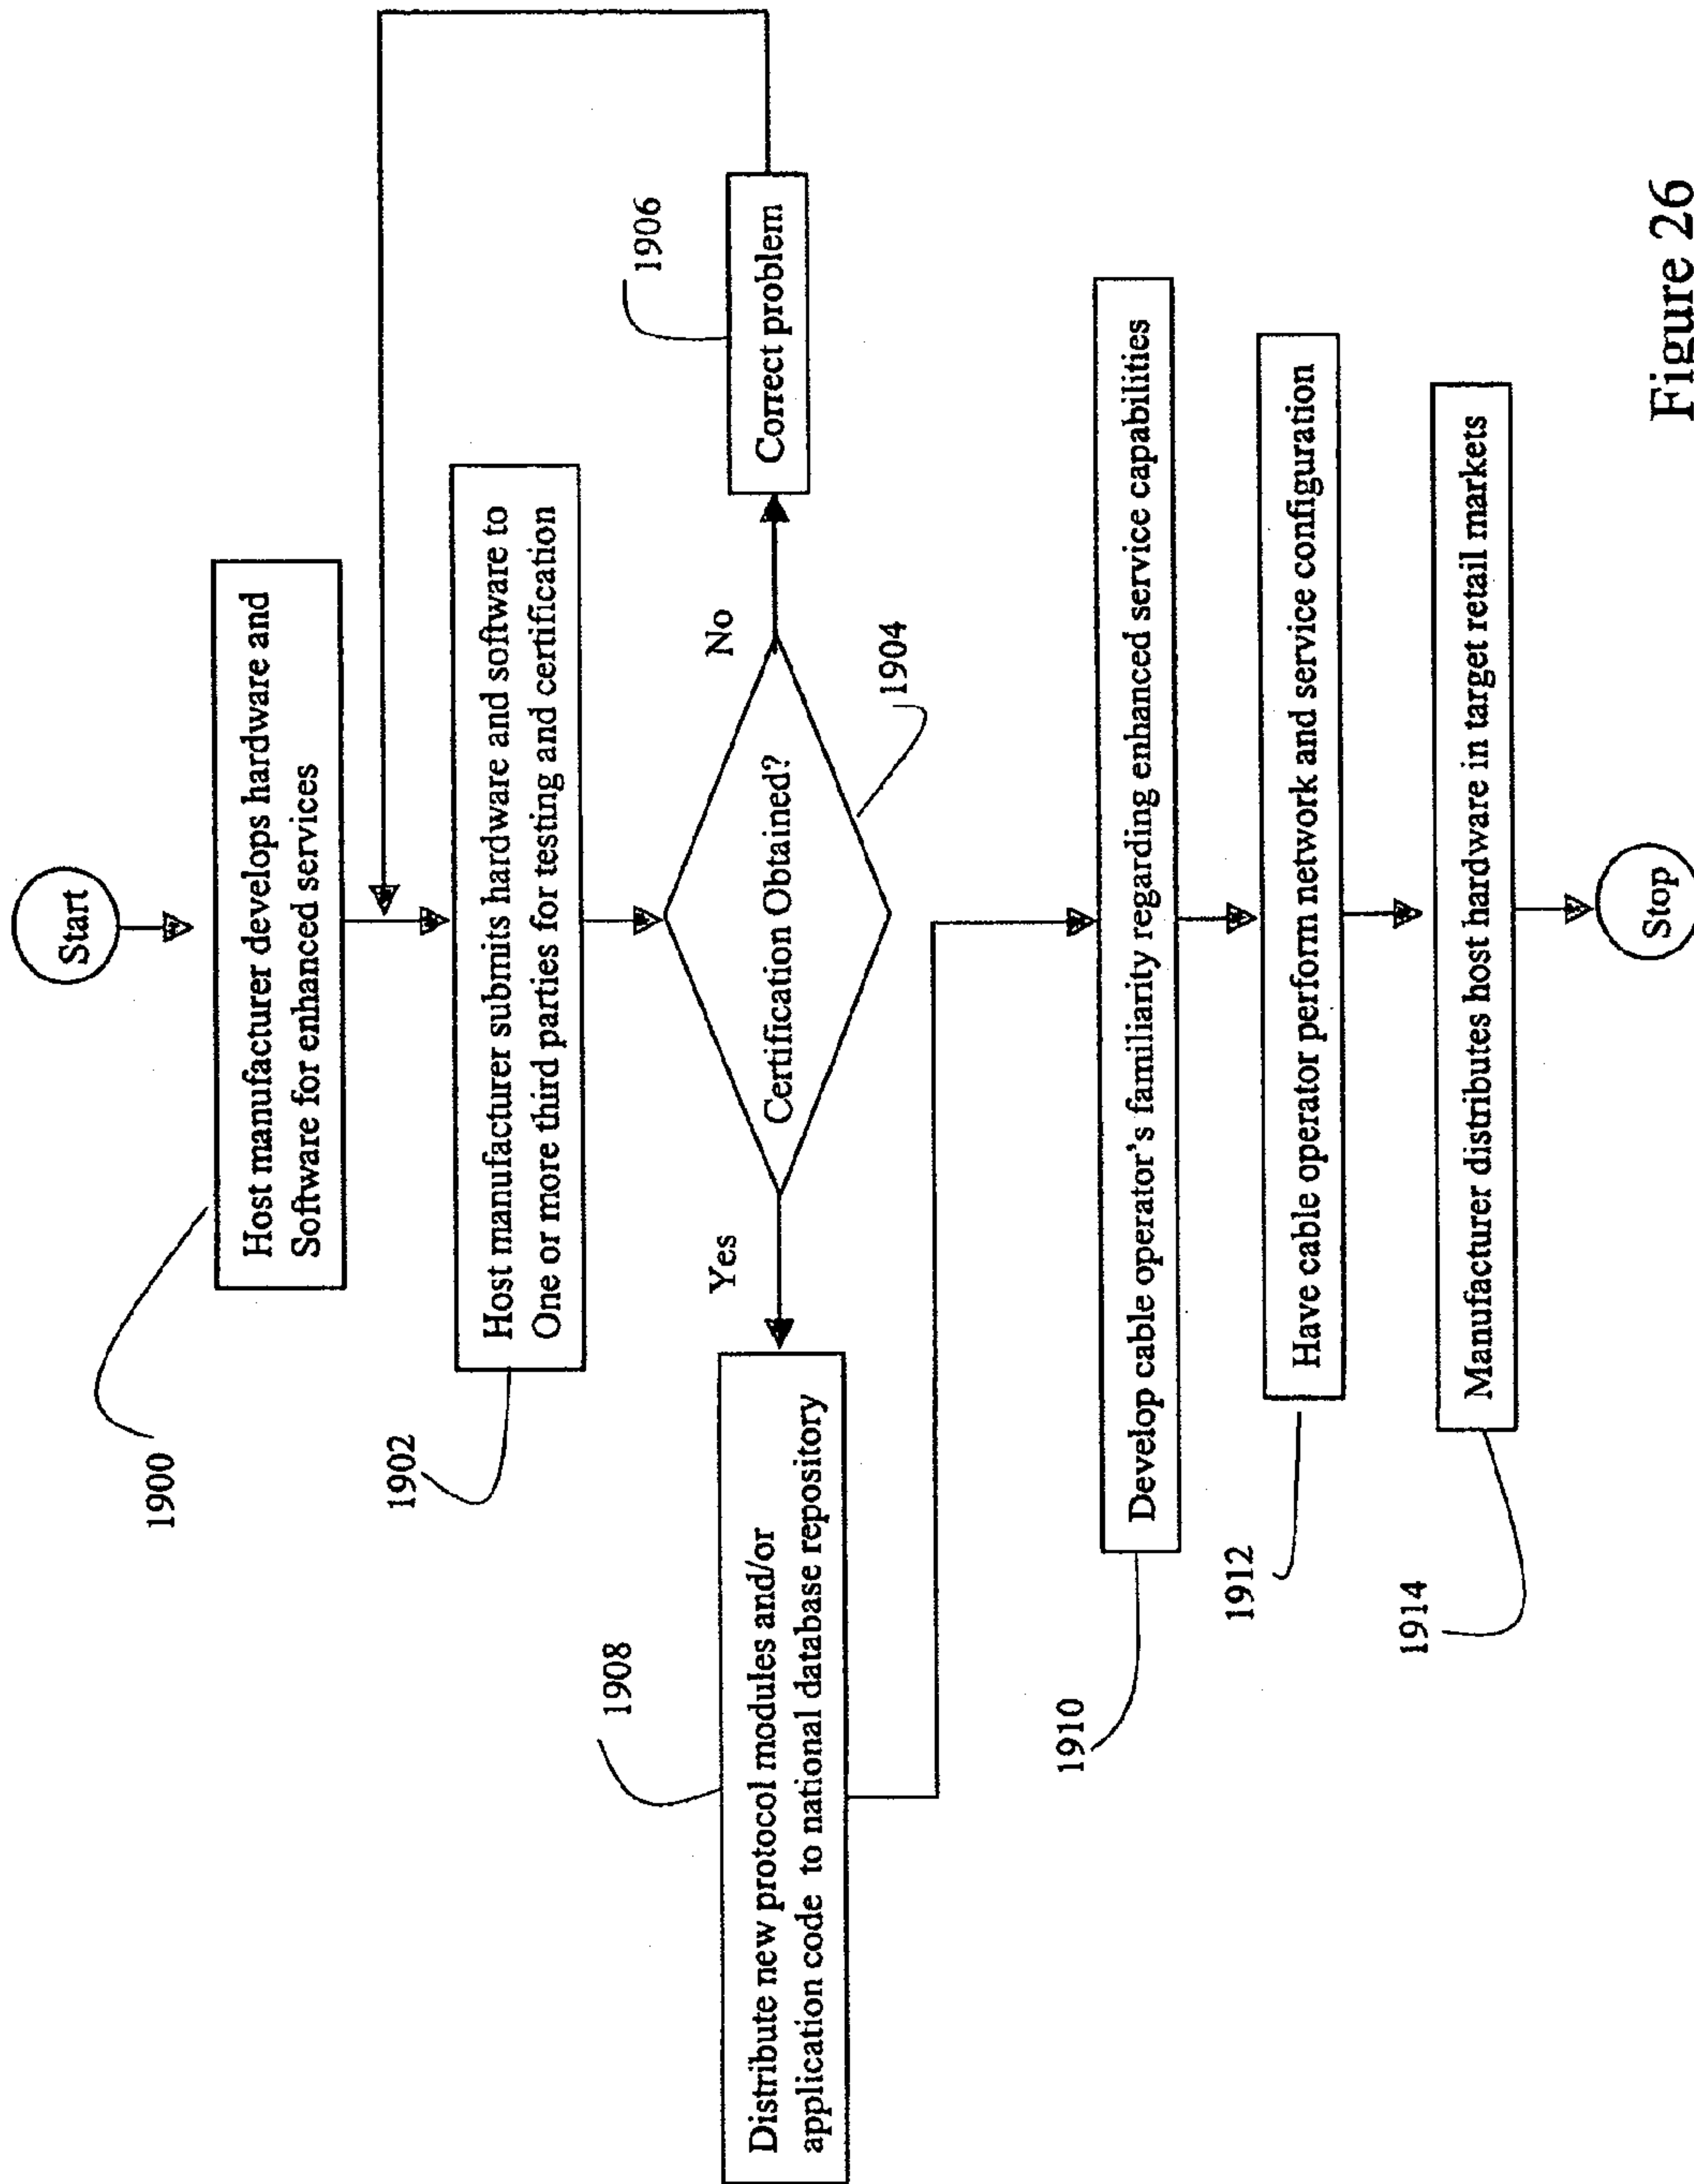 Start
1900
Host manufacturer develops hardware and
Software for enhanced services
1902
Host manufacturer submits hardware and software to
One or more third parties for testing and certification
Certification Obtained?
1904
No
Correct problem
1906
Yes
1908
Distribute new protocol modules and/or
application code to national database repository
1910
Develop cable operator's familiarity regarding enhanced service capabilities
1912
Have cable operator perform network and service configuration
1914
Manufacturer distributes host hardware in target retail markets
Stop
Figure 26